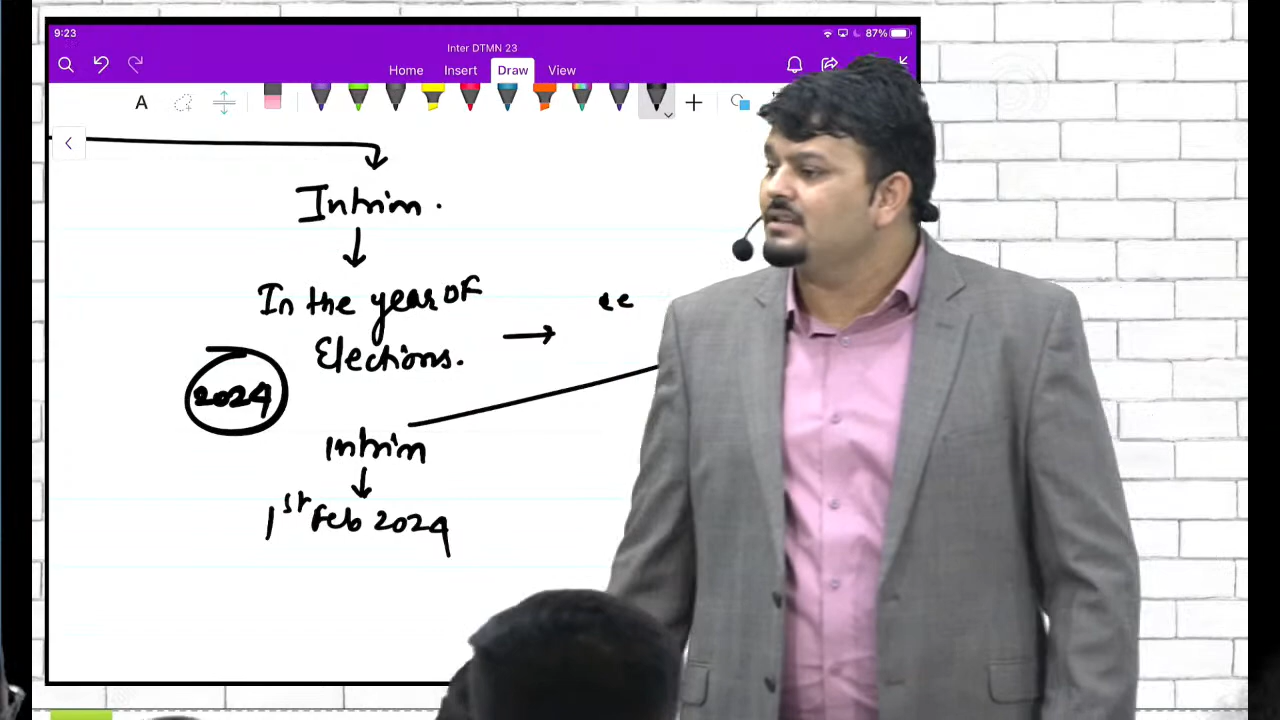 9:23
87%
Inter DTMN 23
Home Insert Draw View
A
Intrim.
In the year of
Elections.
2024
Intrim
1st Feb 2024